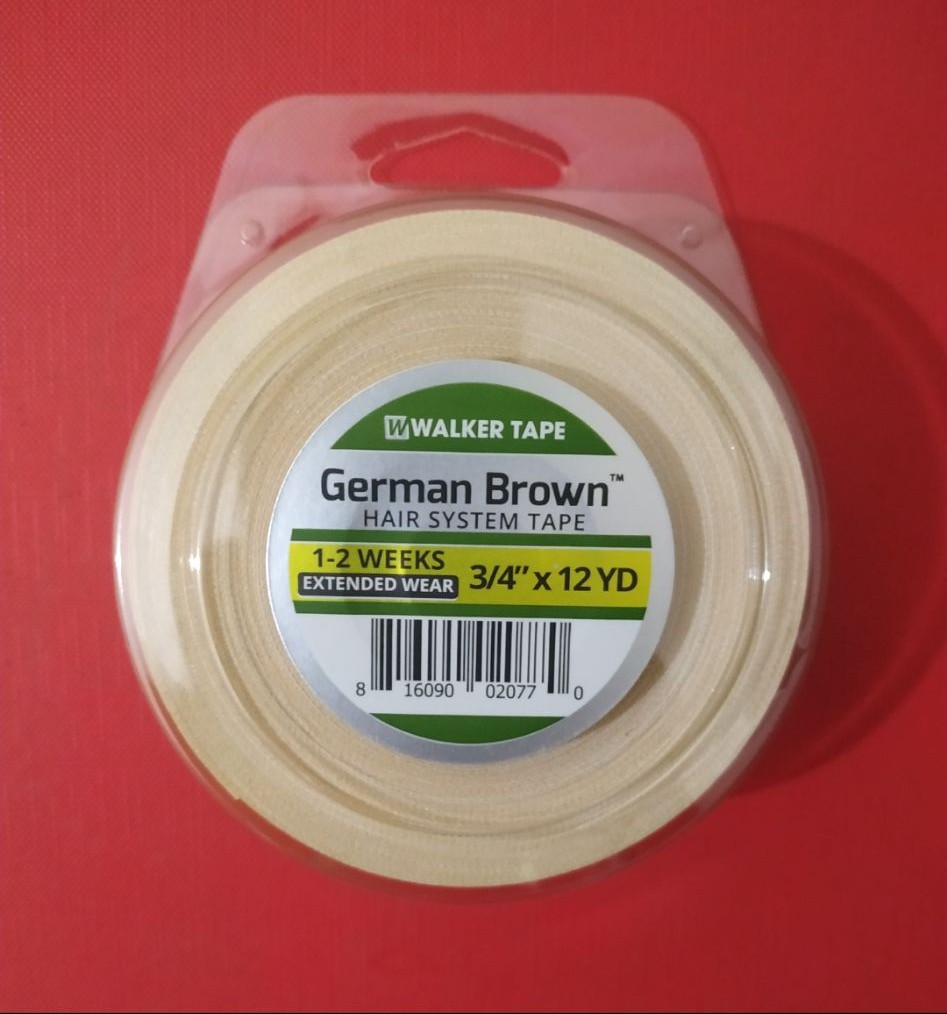 W WALKER TAPE
German Brown™
HAIR SYSTEM TAPE
1-2 WEEKS
EXTENDED WEAR
3/4" x 12 YD
8 16090 02077 0